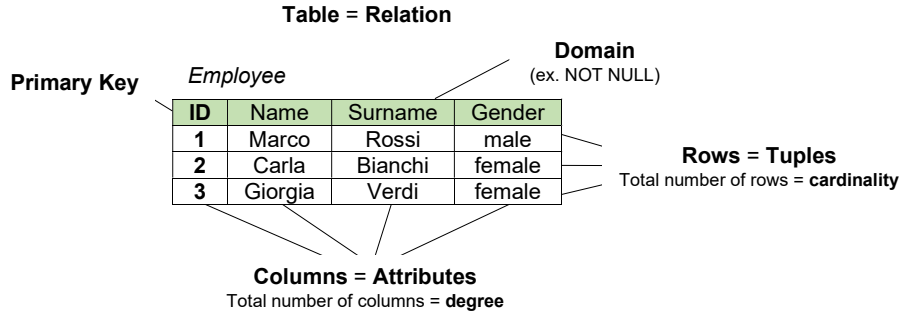 Table = Relation
Domain
(ex. NOT NULL)
Primary Key
Employee
ID Name Surname Gender
1 Marco Rossi male
2 Carla Bianchi female
3 Giorgia Verdi female
Rows = Tuples
Total number of rows = cardinality
Columns = Attributes
Total number of columns = degree